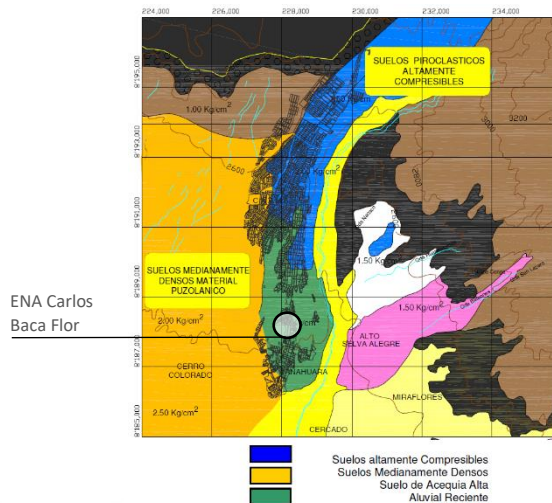 224,000 226,000 228,000 230,000 232,000 234,000
8'195,000
8'193,000
8'191,000
8'189,000
8'187,000
8'185,000
SUELOS PIROCLASTICOS
ALTAMENTE
COMPRESIBLES
1.00 Kg/cm²
3200
3000
2800
2600
SUELOS MEDIANAMENTE
DENSOS MATERIAL
PUZOLANICO
1.50 Kg/cm²
1.50 Kg/cm²
ENA Carlos
Baca Flor
2.00 Kg/cm²
ALTO
SELVA ALEGRE
CERRO
COLORADO
ANAHUARA
MIRAFLORES
2.50 Kg/cm²
CERCADO
Suelos altamente Compresibles
Suelos Medianamente Densos
Suelo de Acequia Alta
Aluvial Reciente